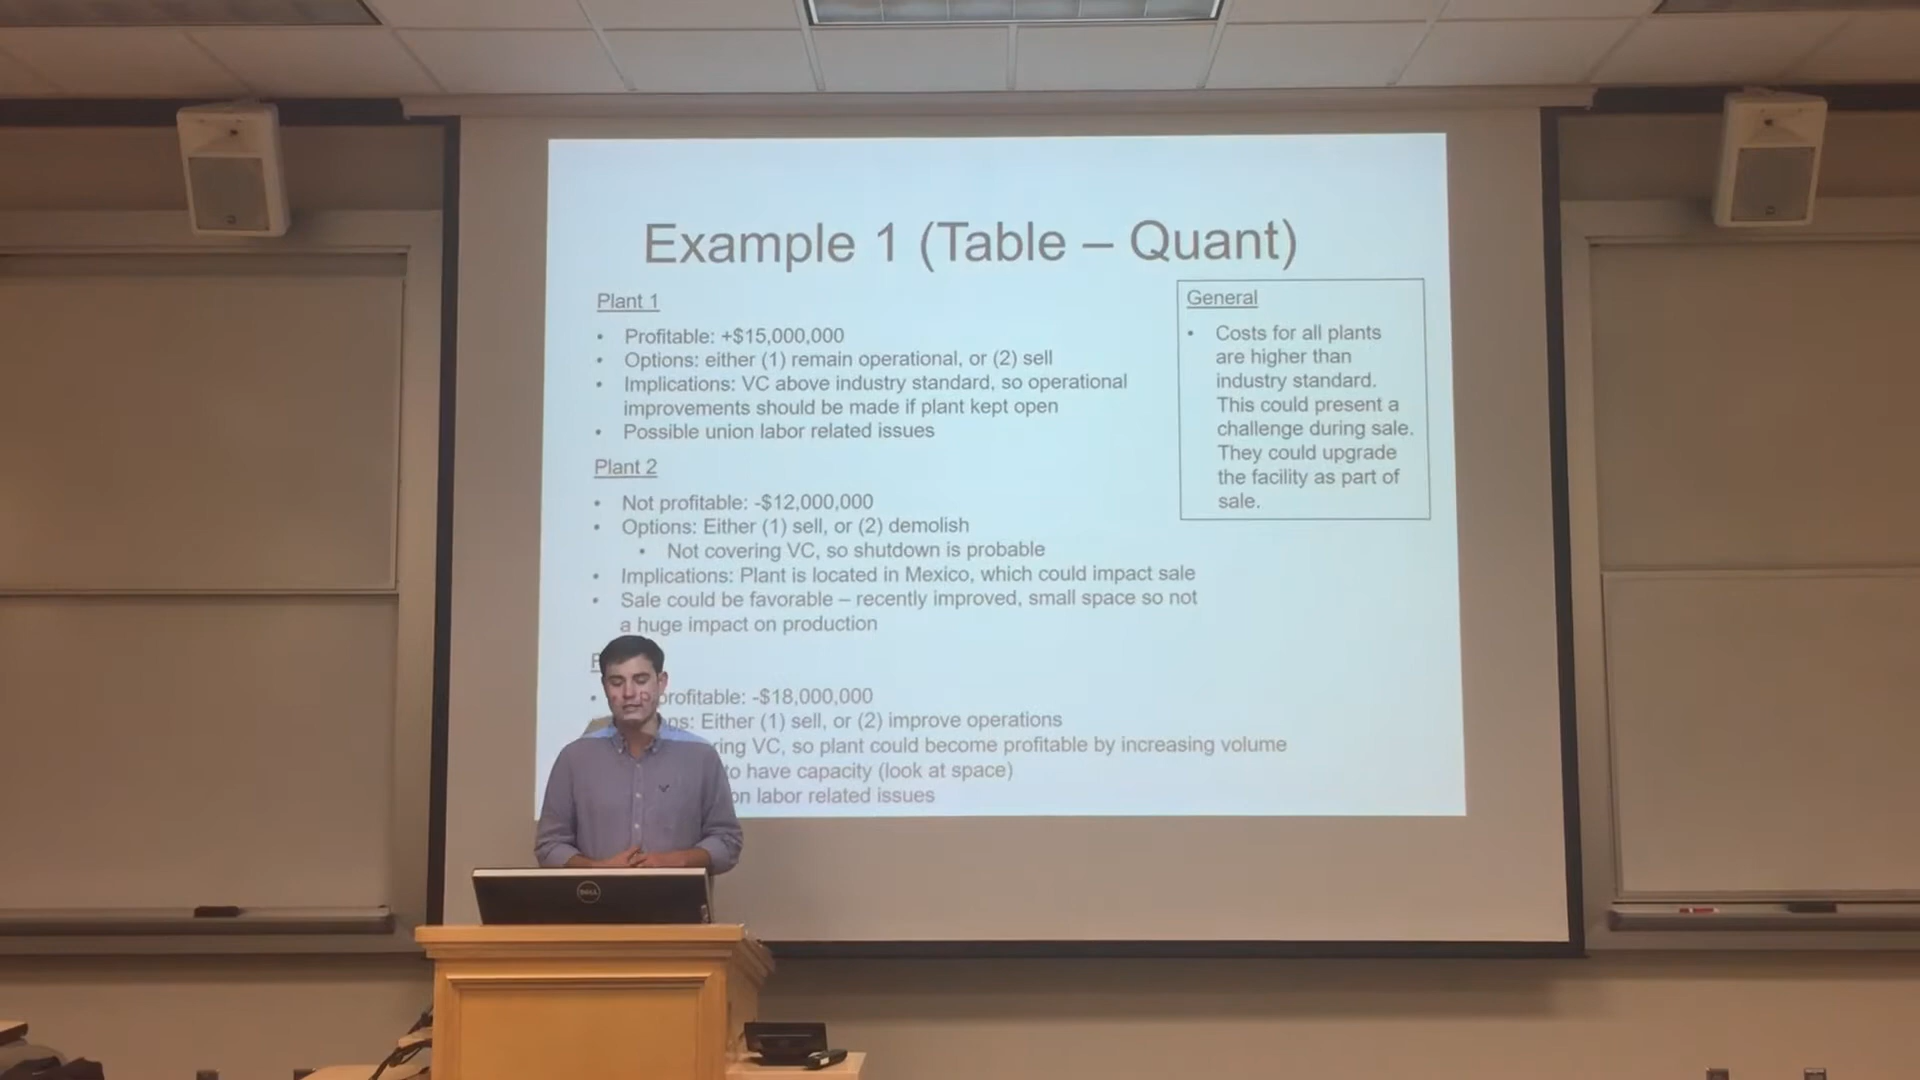 Example 1 (Table – Quant)
Plant 1
• Profitable: +$15,000,000
• Options: either (1) remain operational, or (2) sell
• Implications: VC above industry standard, so operational
improvements should be made if plant kept open
• Possible union labor related issues
Plant 2
• Not profitable: -$12,000,000
• Options: Either (1) sell, or (2) demolish
• Not covering VC, so shutdown is probable
• Implications: Plant is located in Mexico, which could impact sale
• Sale could be favorable – recently improved, small space so not
a huge impact on production
• profitable: -$18,000,000
Either (1) sell, or (2) improve operations
VC, so plant could become profitable by increasing volume
to have capacity (look at space)
labor related issues
General
• Costs for all plants
are higher than
industry standard.
This could present a
challenge during sale.
They could upgrade
the facility as part of
sale.
DELL